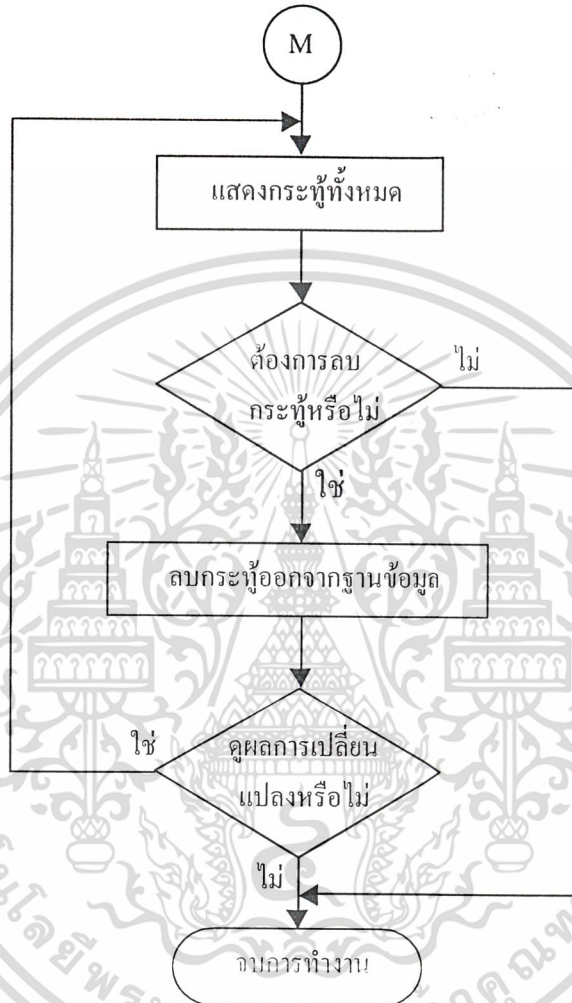 M
แสดงกระทู้ทั้งหมด
ต้องการลบ
กระทู้หรือไม่
ไม่
ใช่
ลบกระทู้ออกจากฐานข้อมูล
ใช่
ดูผลการเปลี่ยน
แปลงหรือไม่
ไม่
จบการทำงาน